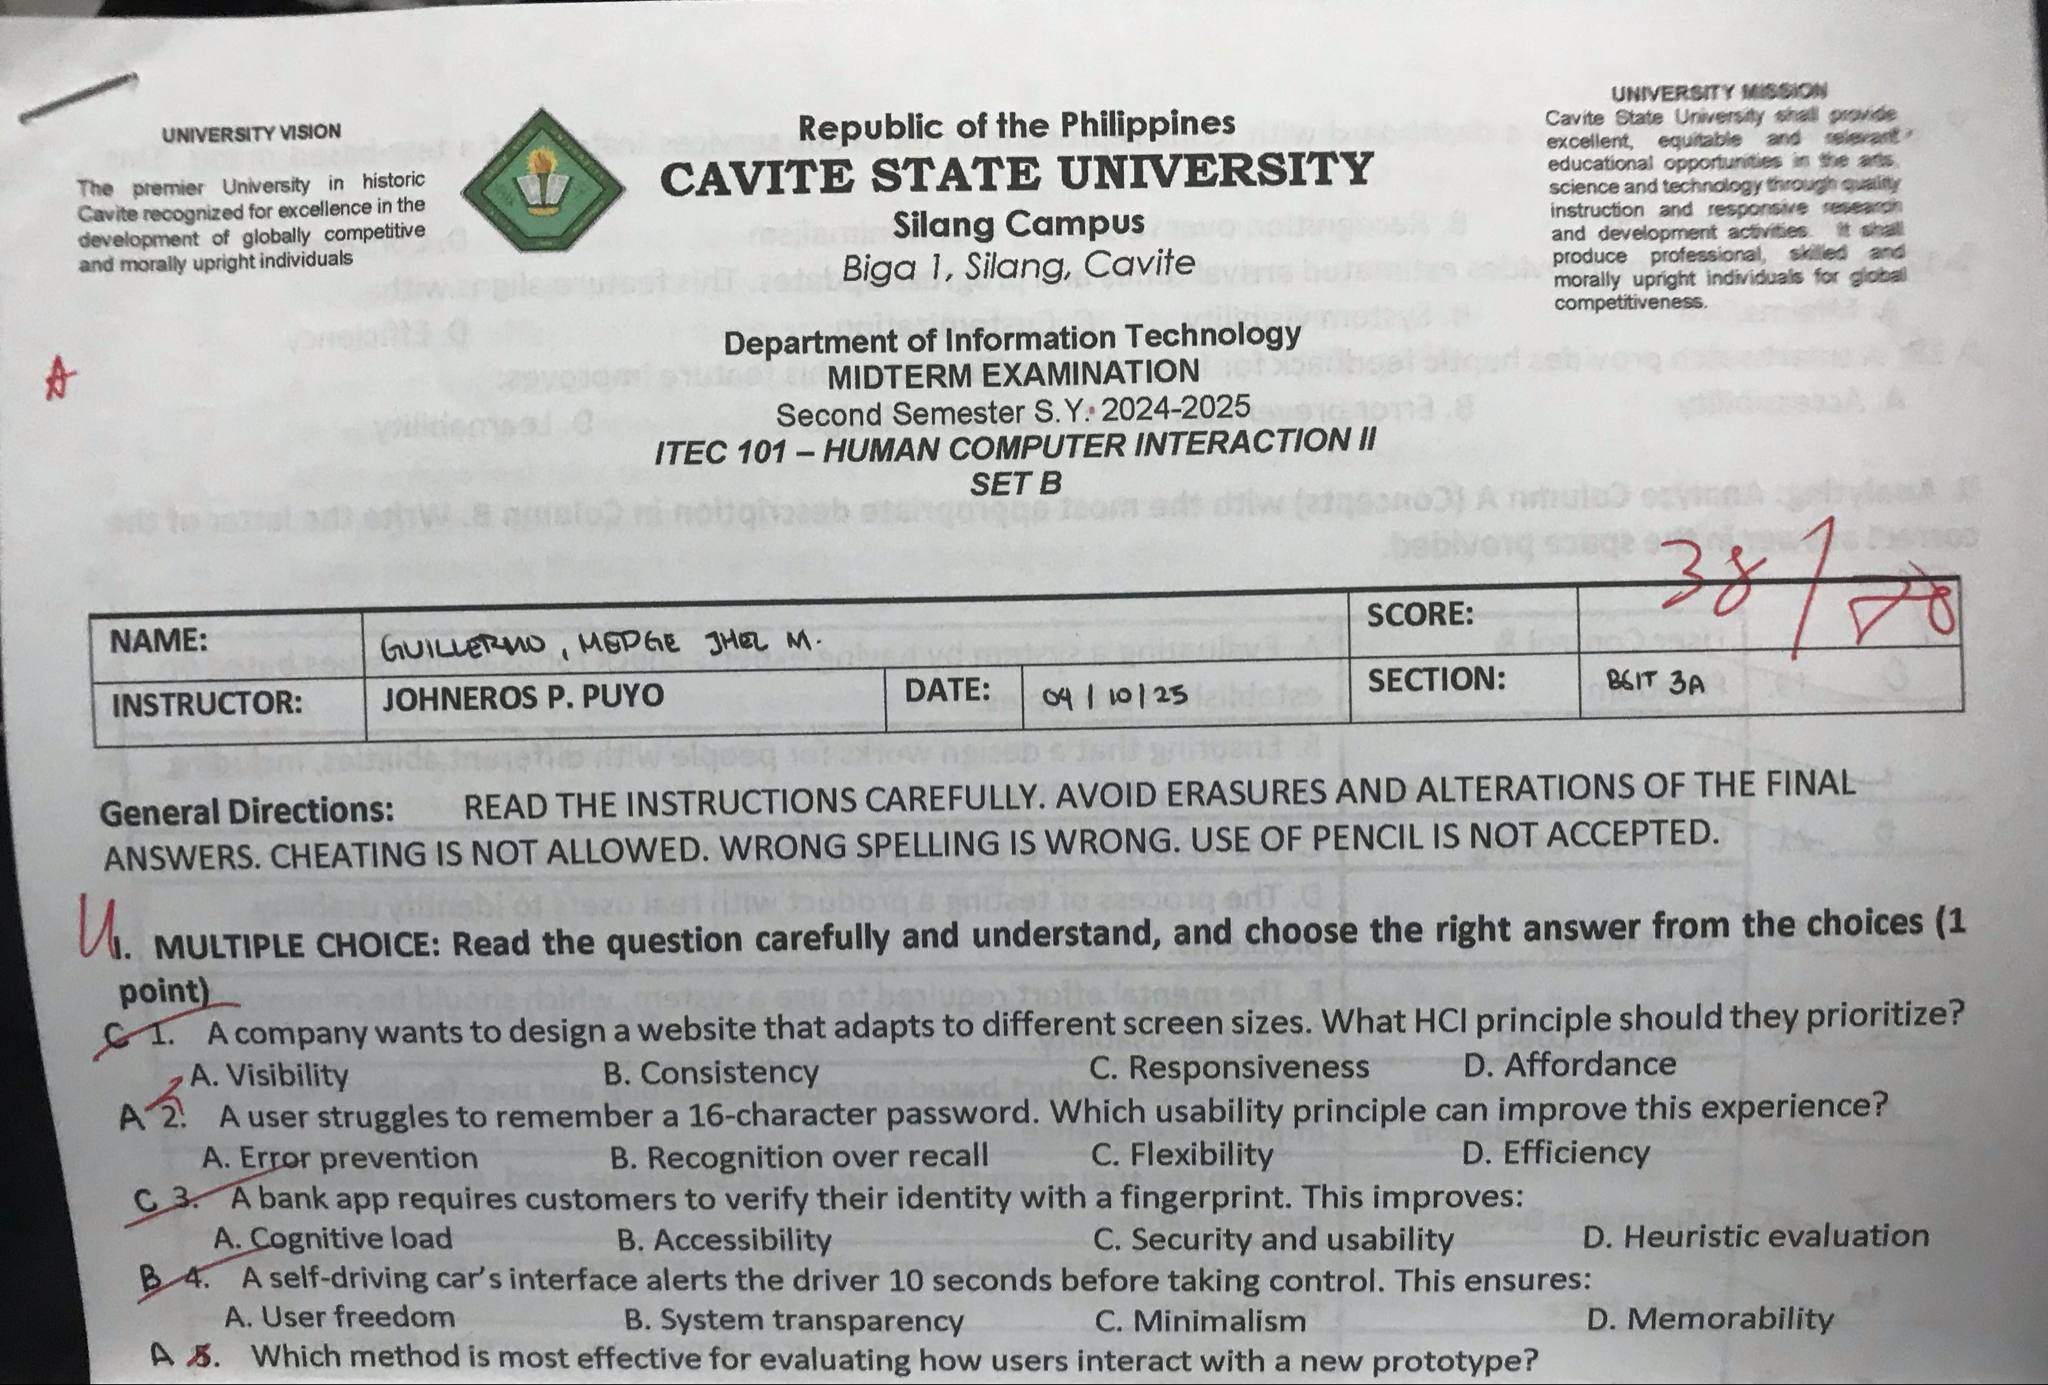 UNIVERSITY VISION
The premier University in historic
Cavite recognized for excellence in the
development of globally competitive
and morally upright individuals
Republic of the Philippines
CAVITE STATE UNIVERSITY
Silang Campus
Biga 1, Silang, Cavite
UNIVERSITY MISSION
Cavite State University shall provide
excellent, equitable and relevant
educational opportunities in the arts,
science and technology through quality
instruction and responsive research
and development activities. It shall
produce professional, skilled and
morally upright individuals for global
competitiveness.
A
Department of Information Technology
MIDTERM EXAMINATION
Second Semester S.Y. 2024-2025
ITEC 101 – HUMAN COMPUTER INTERACTION II
SET B
NAME: GUILLERMO, MEDGE JHEL M. SCORE: 38 /
INSTRUCTOR: JOHNEROS P. PUYO DATE: 04 | 10 | 25 SECTION: BSIT 3A
General Directions: READ THE INSTRUCTIONS CAREFULLY. AVOID ERASURES AND ALTERATIONS OF THE FINAL
ANSWERS. CHEATING IS NOT ALLOWED. WRONG SPELLING IS WRONG. USE OF PENCIL IS NOT ACCEPTED.
I. MULTIPLE CHOICE: Read the question carefully and understand, and choose the right answer from the choices (1
point)
C 1. A company wants to design a website that adapts to different screen sizes. What HCI principle should they prioritize?
A. Visibility B. Consistency C. Responsiveness D. Affordance
A 2. A user struggles to remember a 16-character password. Which usability principle can improve this experience?
A. Error prevention B. Recognition over recall C. Flexibility D. Efficiency
C 3. A bank app requires customers to verify their identity with a fingerprint. This improves:
A. Cognitive load B. Accessibility C. Security and usability D. Heuristic evaluation
B 4. A self-driving car's interface alerts the driver 10 seconds before taking control. This ensures:
A. User freedom B. System transparency C. Minimalism D. Memorability
A 5. Which method is most effective for evaluating how users interact with a new prototype?